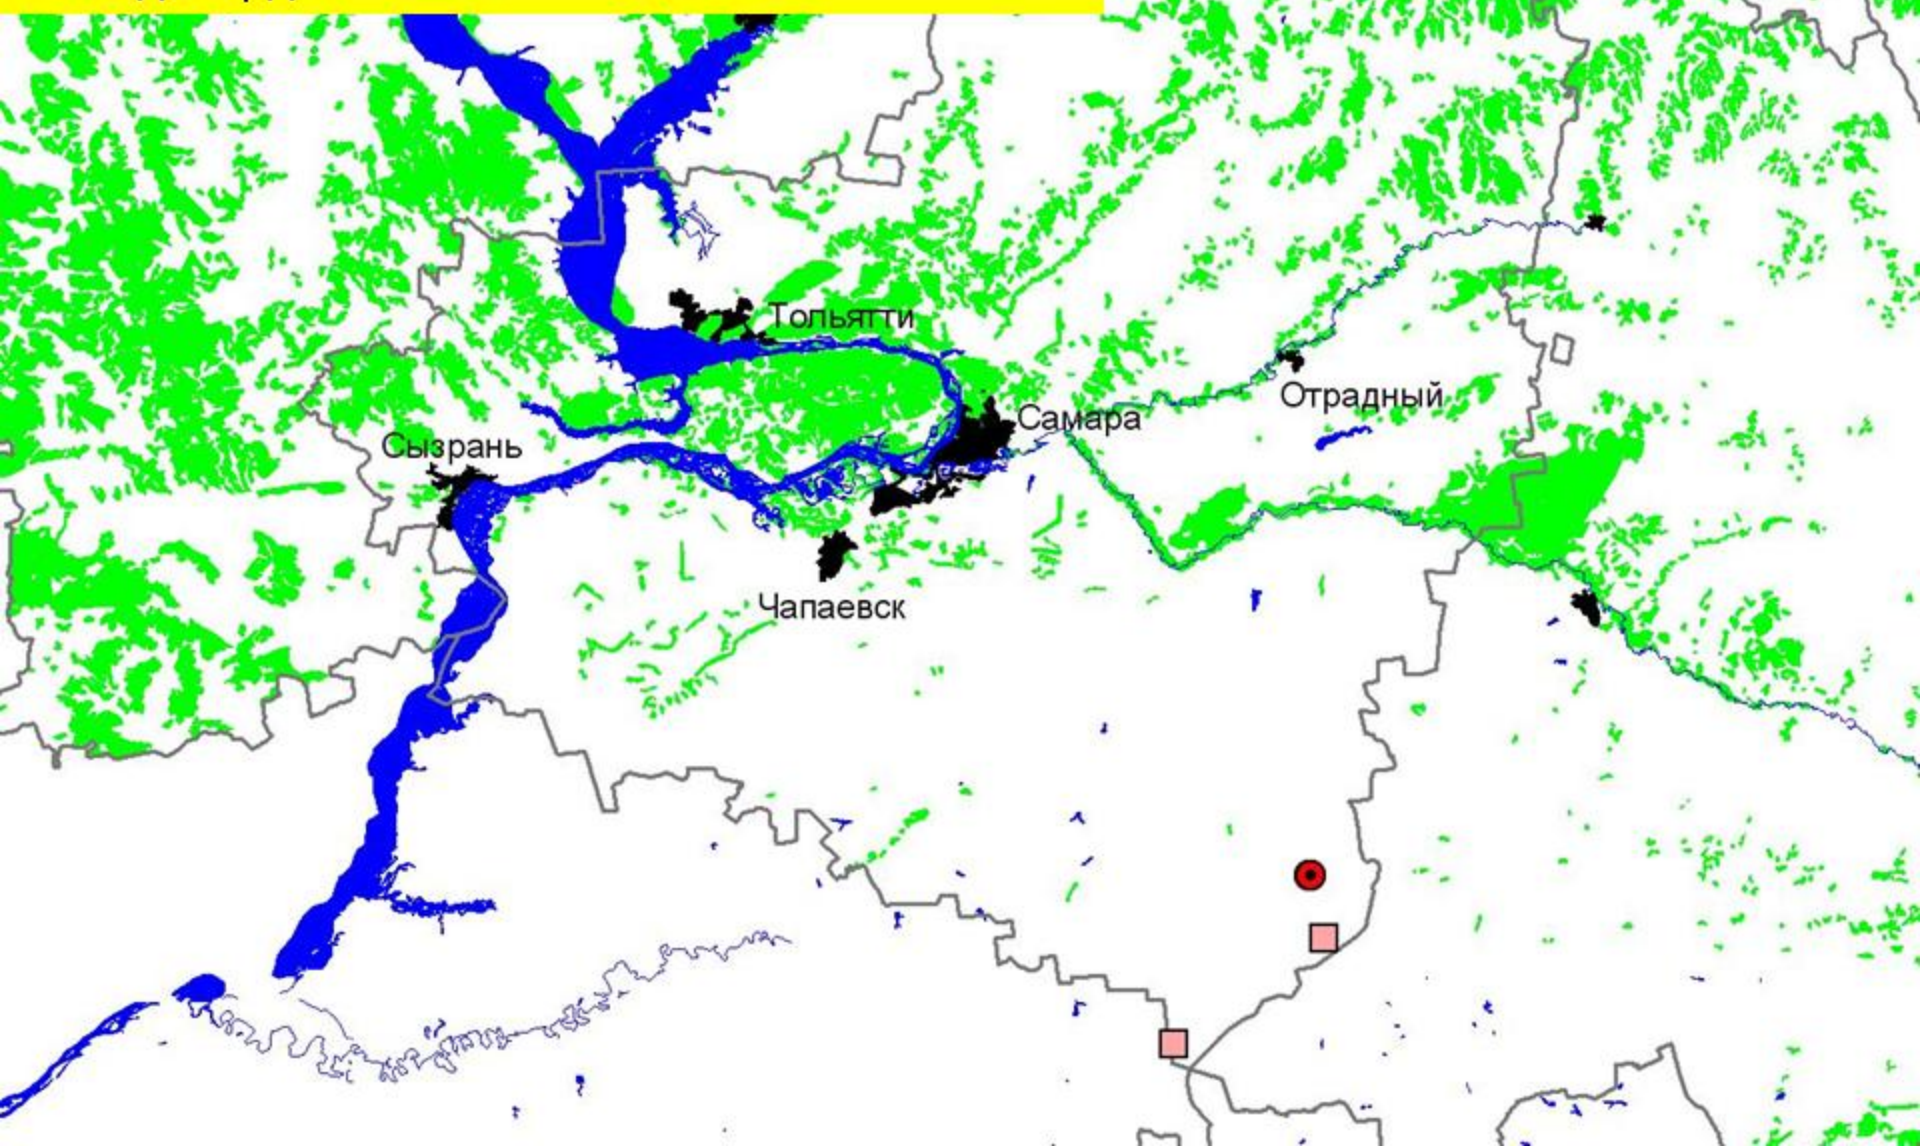 Тольятти
Отрадный
Самара
Сызрань
Чапаевск